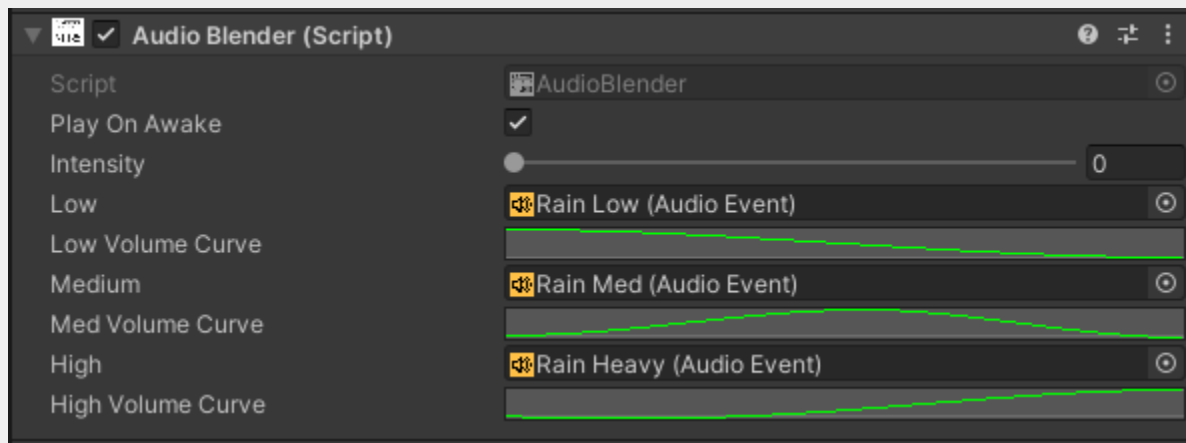 Audio Blender (Script)
Script AudioBlender
Play On Awake
Intensity 0
Low Rain Low (Audio Event)
Low Volume Curve
Medium Rain Med (Audio Event)
Med Volume Curve
High Rain Heavy (Audio Event)
High Volume Curve